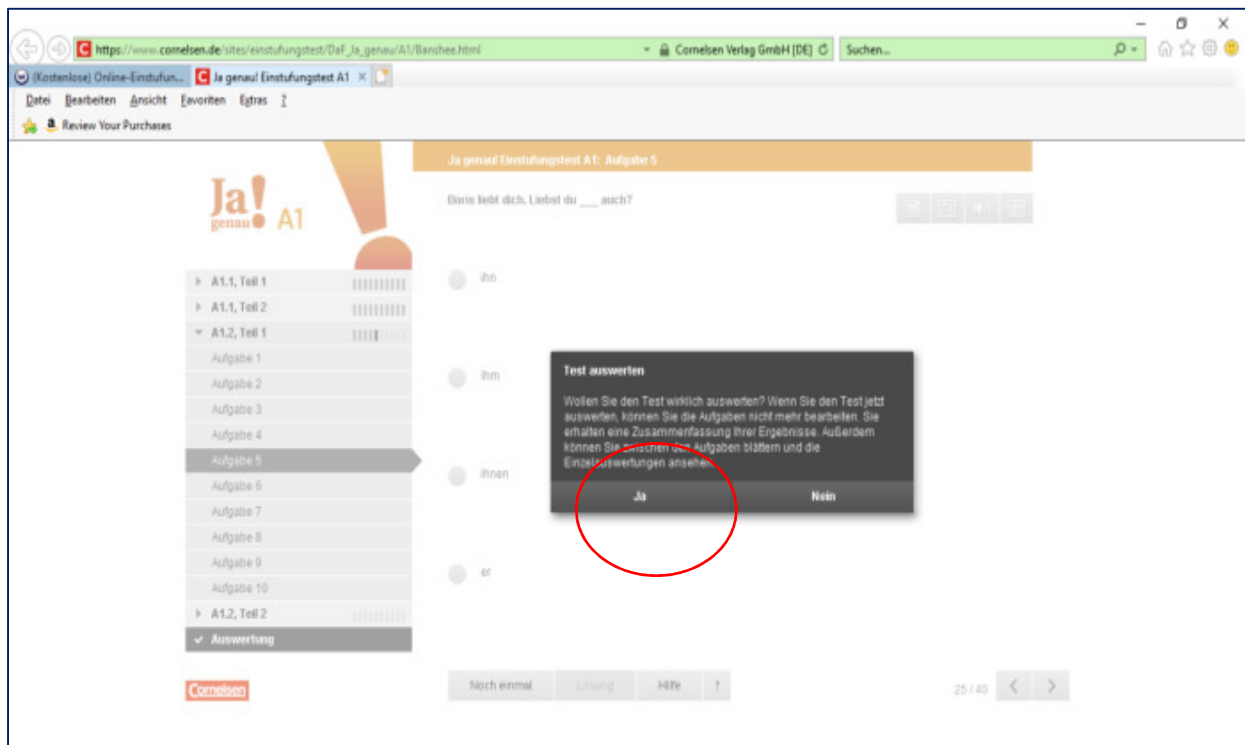 https://www.cornelsen.de/sites/einstufungstest/DaF_Ja_genau/A1/Banshee.html
Cornelsen Verlag GmbH [DE]
Suchen...
(Kostenlose) Online-Einstufun...
Ja genau! Einstufungstest A1
Datei Bearbeiten Ansicht Favoriten Extras ?
Review Your Purchases
Ja! genau A1
Ja genau! Einstufungstest A1: Aufgabe 5
Boris liebt dich. Liebst du ___ auch?
A1.1, Teil 1
A1.1, Teil 2
A1.2, Teil 1
Aufgabe 1
Aufgabe 2
Aufgabe 3
Aufgabe 4
Aufgabe 5
Aufgabe 6
Aufgabe 7
Aufgabe 8
Aufgabe 9
Aufgabe 10
A1.2, Teil 2
Auswertung
Cornelsen
ihn
ihm
ihnen
er
Test auswerten
Wollen Sie den Test wirklich auswerten? Wenn Sie den Test jetzt
auswerten, können Sie die Aufgaben nicht mehr bearbeiten. Sie
erhalten eine Zusammenfassung Ihrer Ergebnisse. Außerdem
können Sie zwischen den Aufgaben blättern und die
Einzelauswertungen ansehen.
Ja
Nein
Noch einmal
Lösung
Hilfe
?
25 / 40